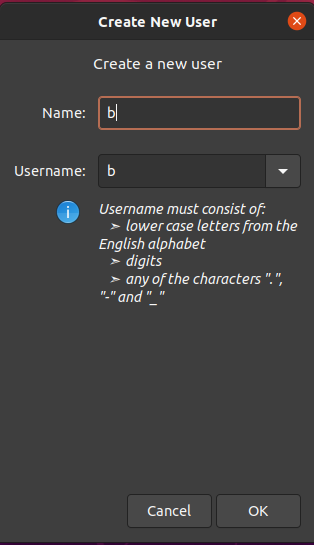 Create New User
Create a new user
Name: b
Username: b
Username must consist of:
➣ lower case letters from the
English alphabet
➣ digits
➣ any of the characters ".",
"-" and "_"
Cancel OK